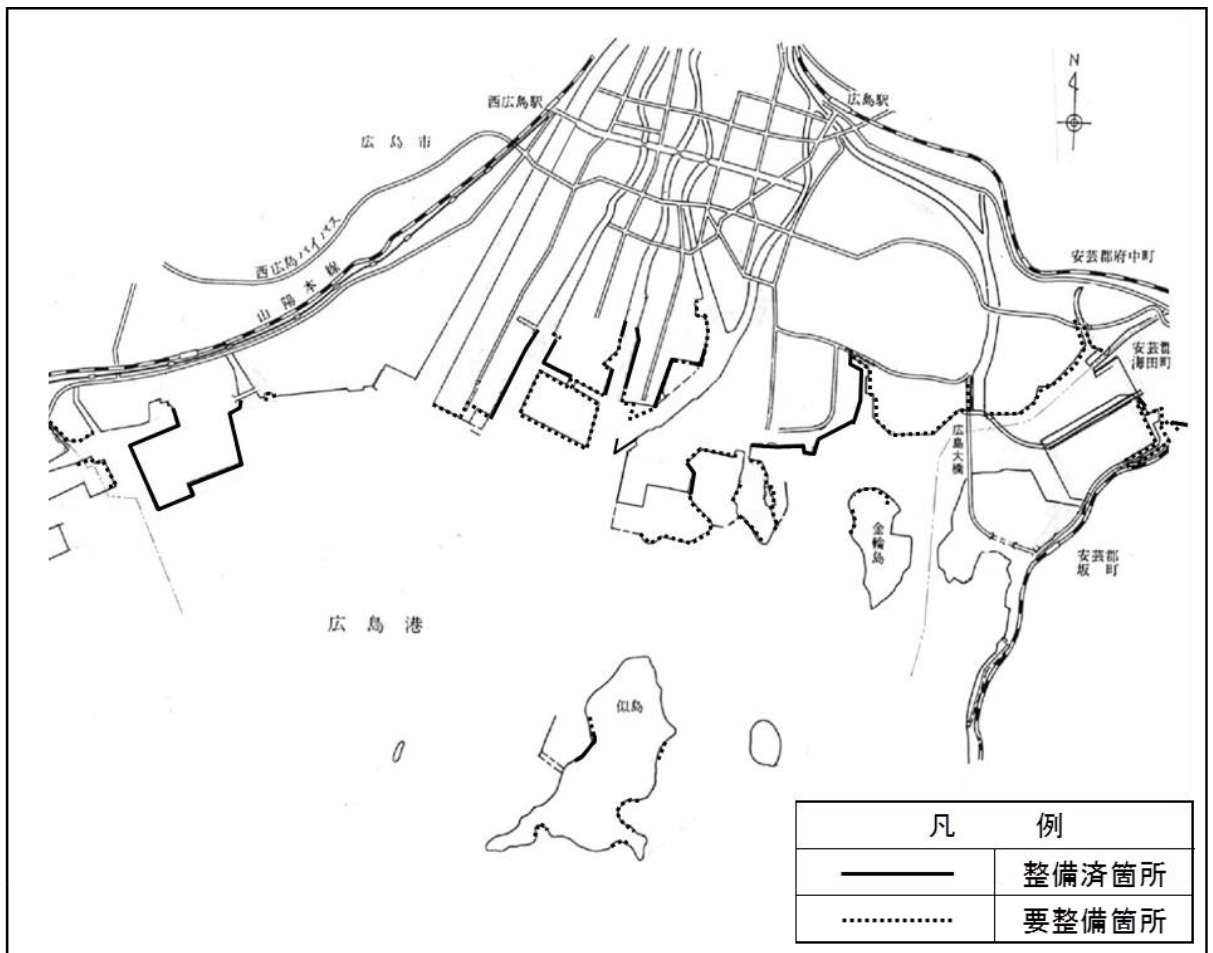 N
西広島駅
広島駅
広島市
西広島バイパス
山陽本線
安芸郡府中町
安芸郡
海田町
広島大橋
金輪島
安芸郡
坂町
広島港
似島
凡例
整備済箇所
要整備箇所